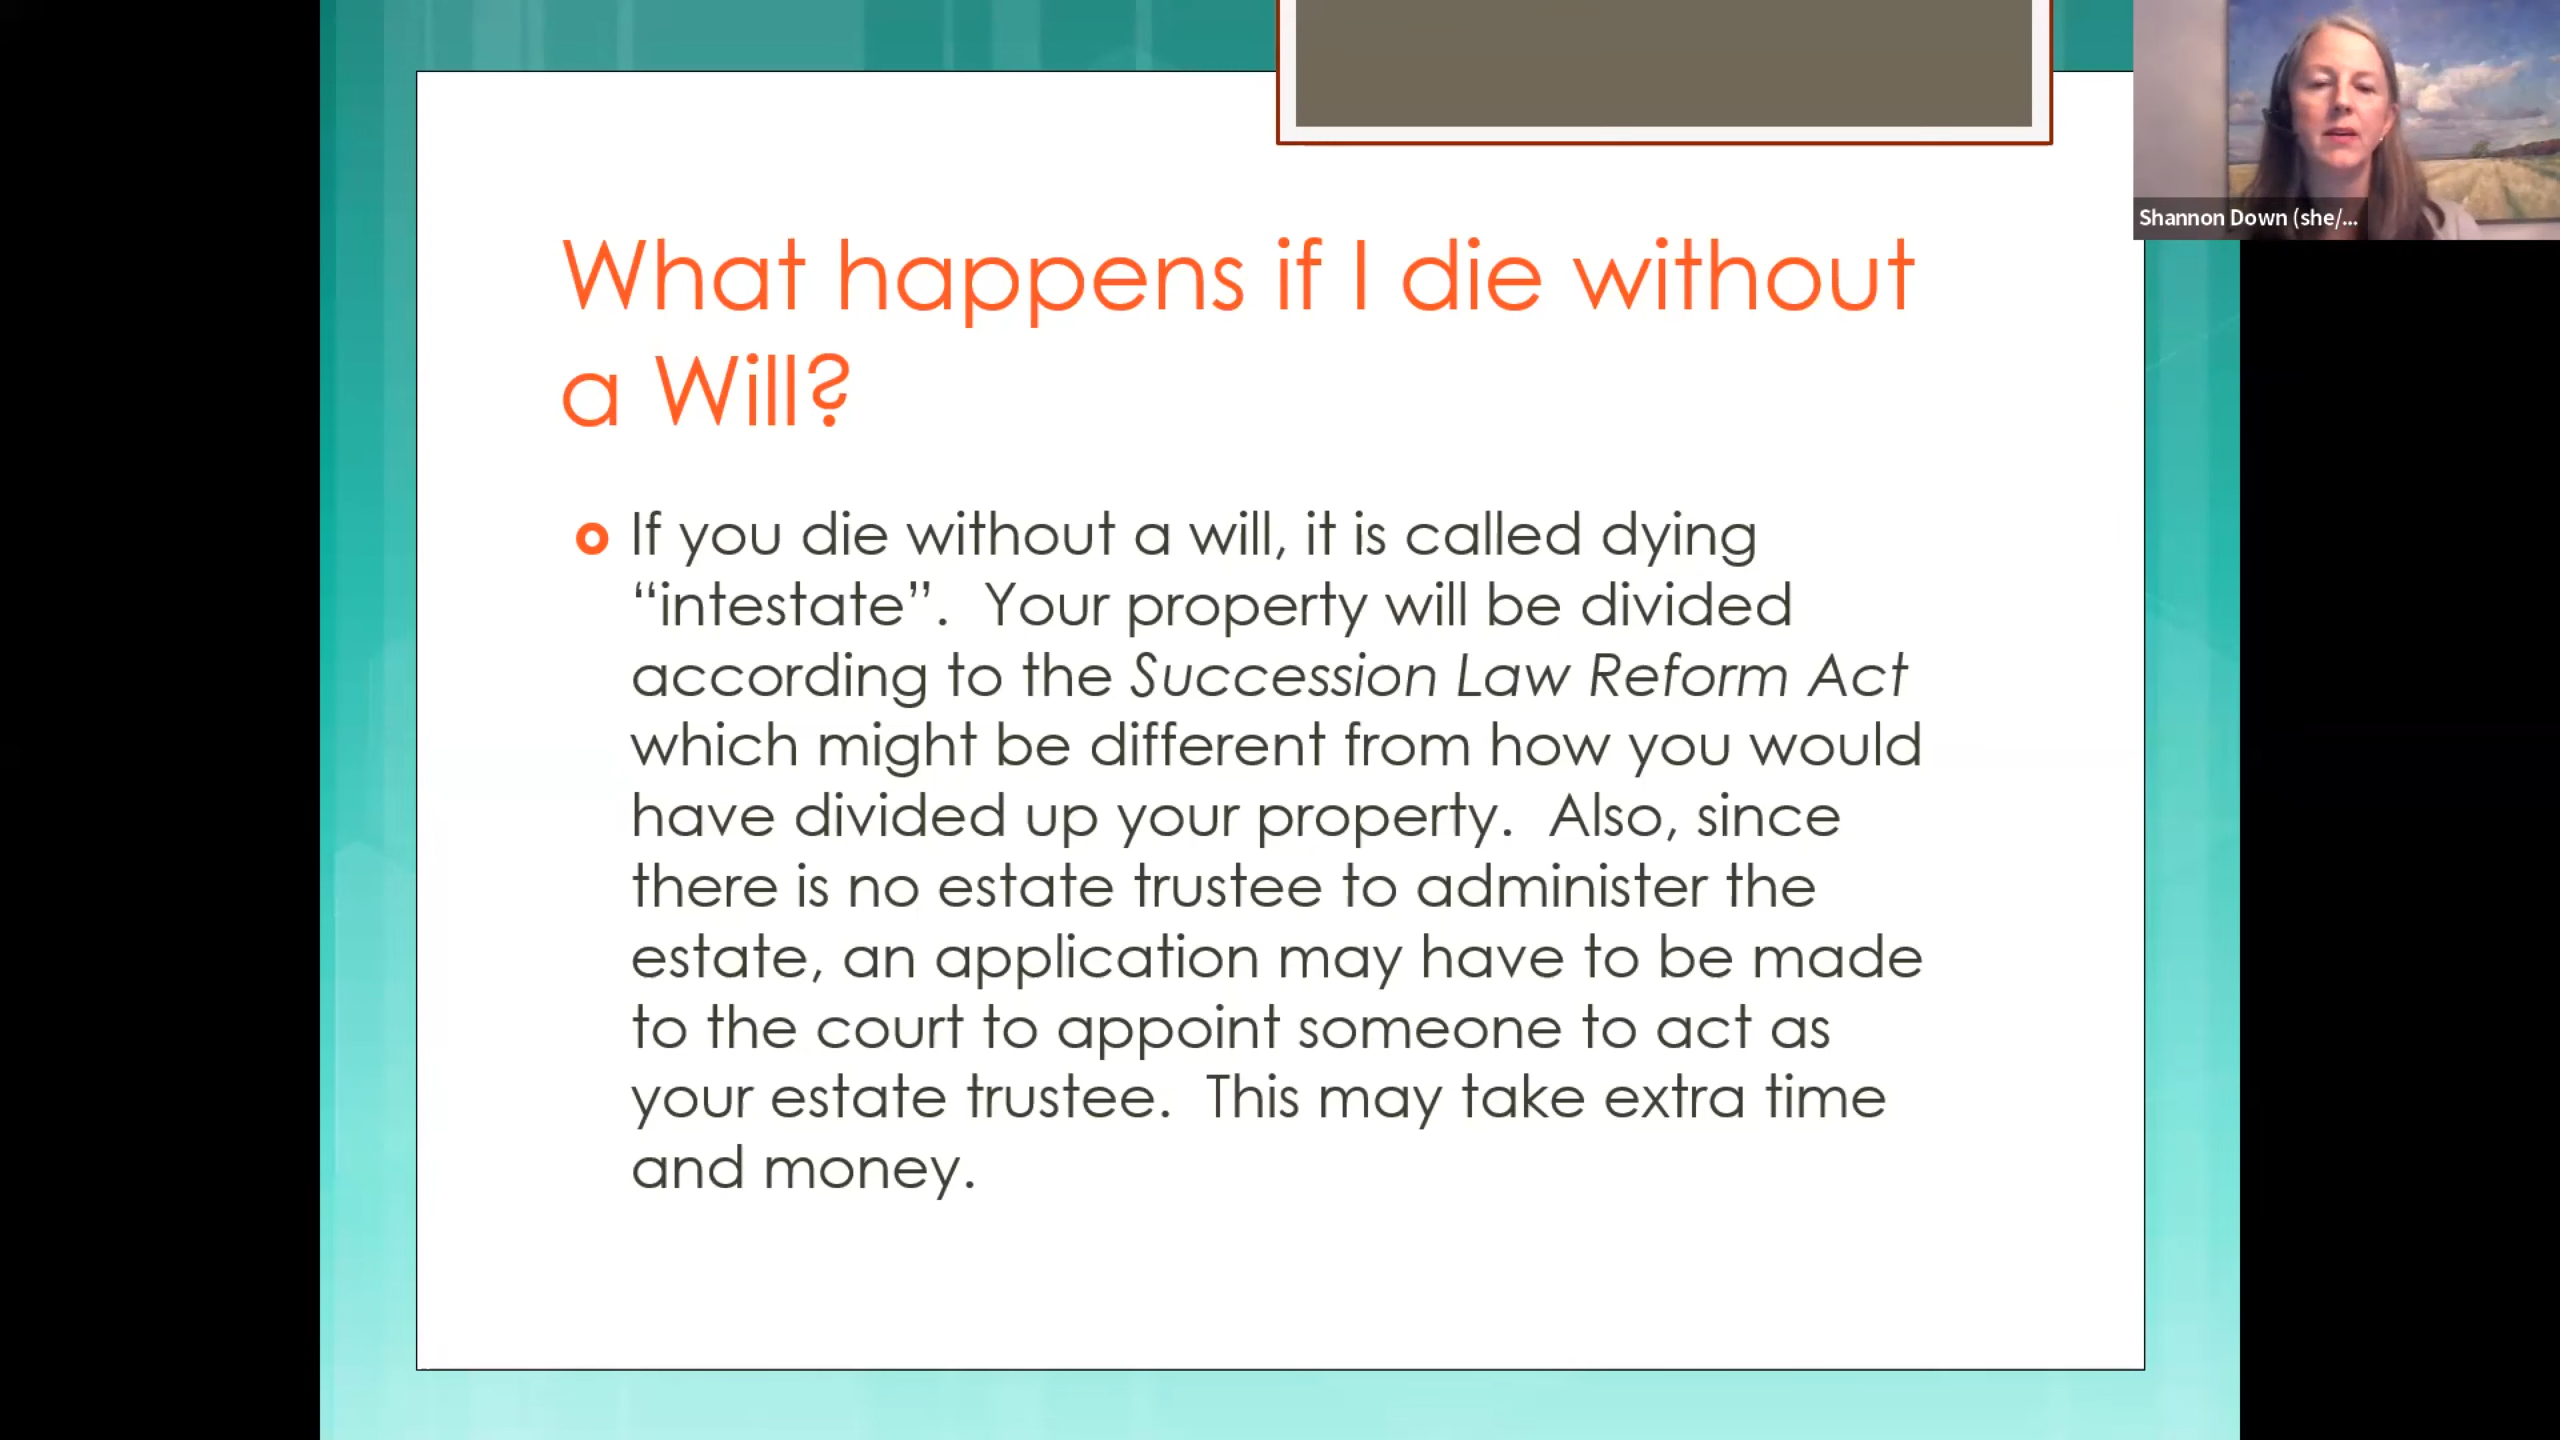 What happens if I die without
a Will?
If you die without a will, it is called dying
“intestate”.  Your property will be divided
according to the Succession Law Reform Act
which might be different from how you would
have divided up your property.  Also, since
there is no estate trustee to administer the
estate, an application may have to be made
to the court to appoint someone to act as
your estate trustee.  This may take extra time
and money.
Shannon Down (she/...